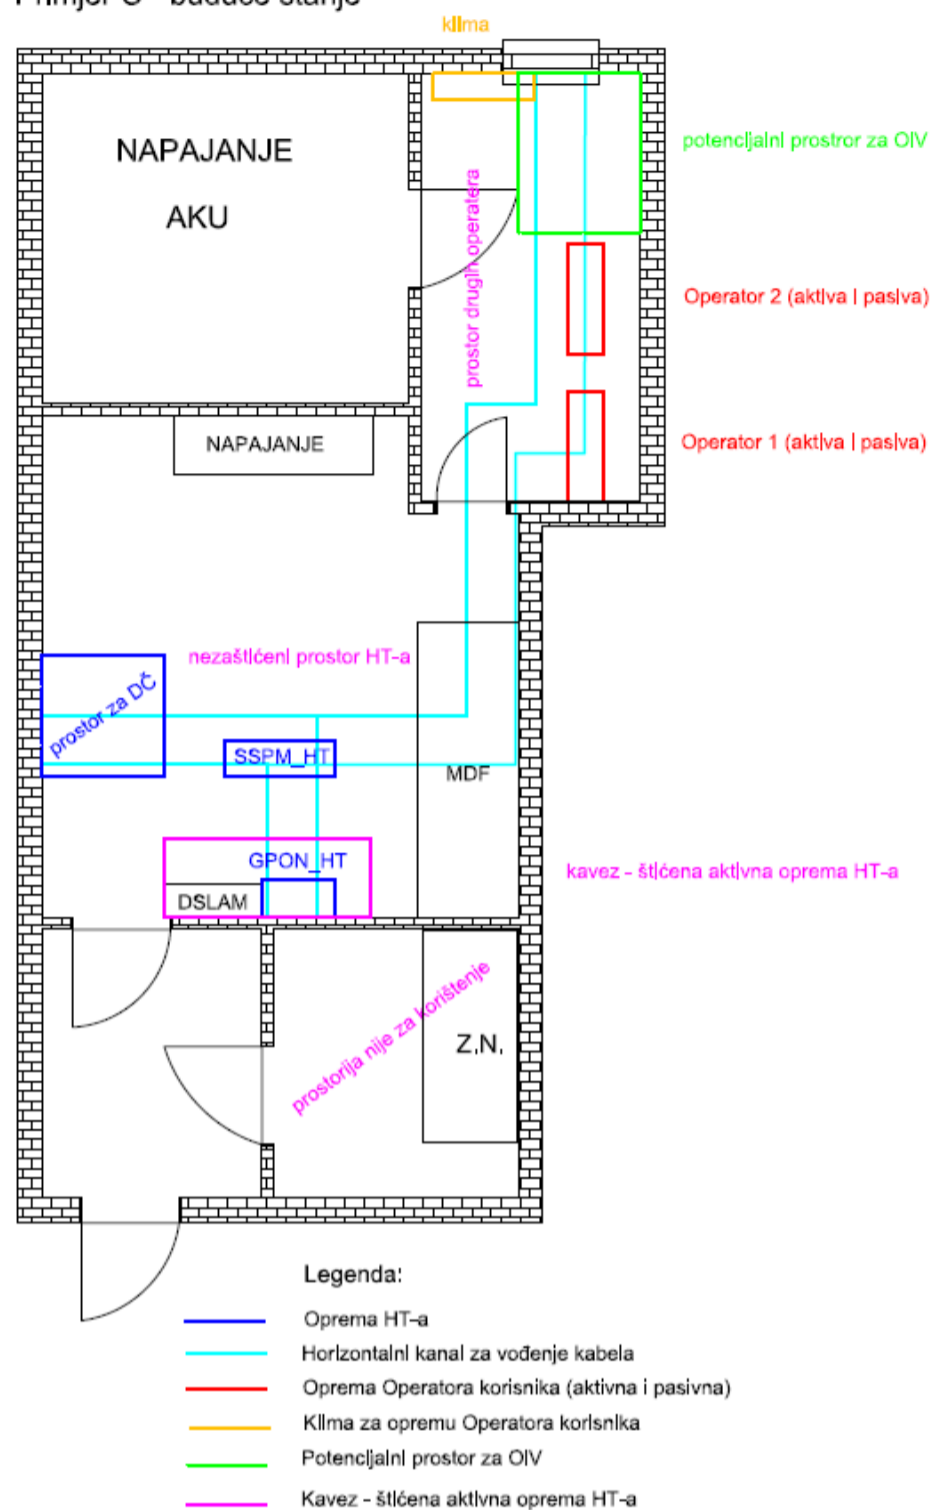 Primjer C - buduće stanje
klima
NAPAJANJE
AKU
potencijalni prostror za OIV
prostor drugih operatera
Operator 2 (aktiva i pasiva)
Operator 1 (aktiva i pasiva)
NAPAJANJE
nezaštićeni prostor HT-a
prostor za DČ
SSPM_HT
MDF
GPON_HT
DSLAM
kavez - štićena aktivna oprema HT-a
prostorija nije za korištenje
Z.N.
Legenda:
Oprema HT-a
Horizontalni kanal za vođenje kabela
Oprema Operatora korisnika (aktivna i pasivna)
Klima za opremu Operatora korisnika
Potencijalni prostor za OIV
Kavez - štićena aktivna oprema HT-a